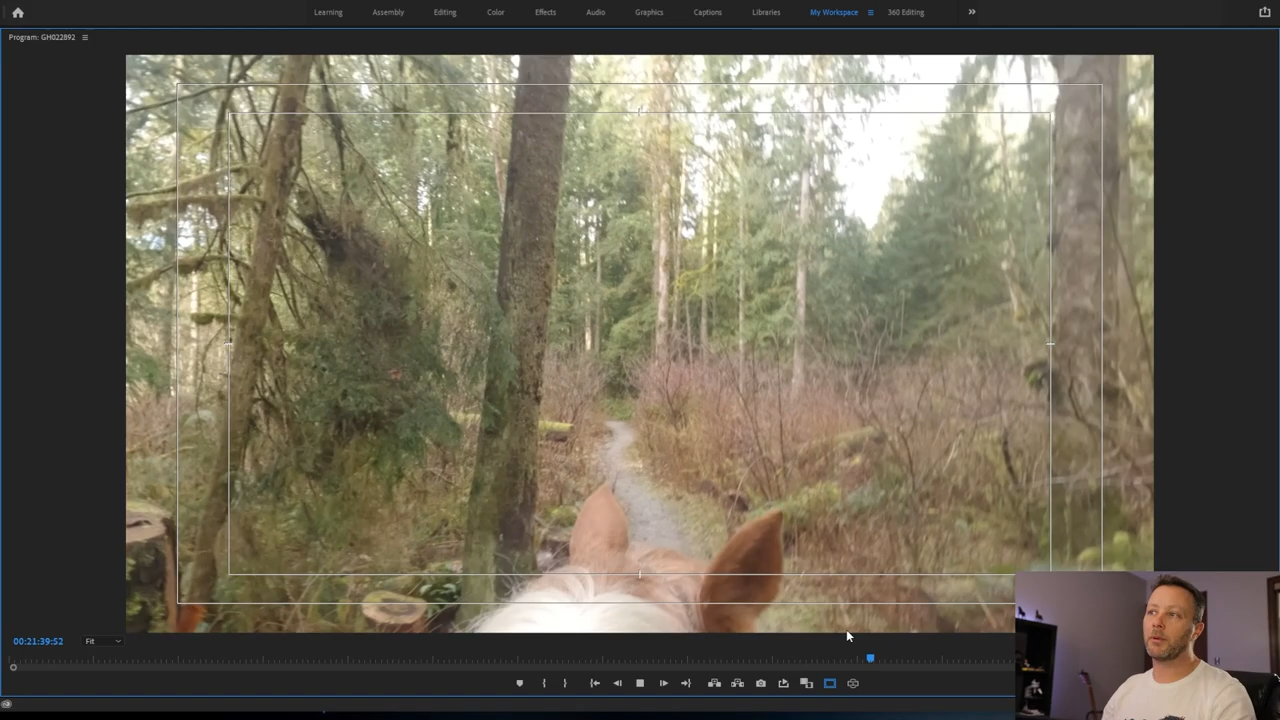 Learning Assembly Editing Color Effects Audio Graphics Captions Libraries My Workspace 360 Editing
Program: GH022892
00:21:39:52 Fit